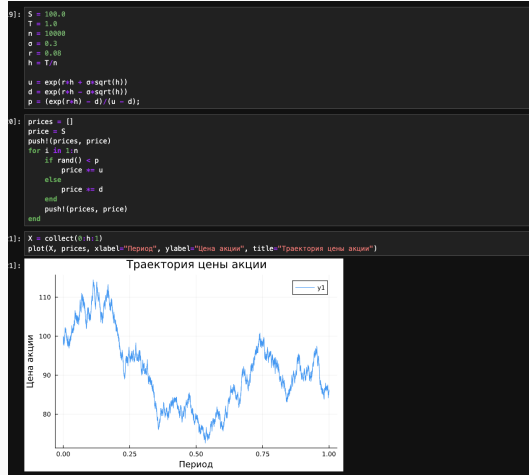 9]:
S = 100.0
T = 1.0
n = 10000
σ = 0.3
r = 0.08
h = T/n
u = exp(r*h + σ*sqrt(h))
d = exp(r*h - σ*sqrt(h))
p = (exp(r*h) - d)/(u - d);
0]:
prices = []
price = S
push!(prices, price)
for i in 1:n
if rand() < p
price *= u
else
price *= d
end
push!(prices, price)
end
1]:
X = collect(0:h:1)
plot(X, prices, xlabel="Период", ylabel="Цена акции", title="Траектория цены акции")
1]:
Траектория цены акции
y1
110
100
90
80
Цена акции
0.00 0.25 0.50 0.75 1.00
Период